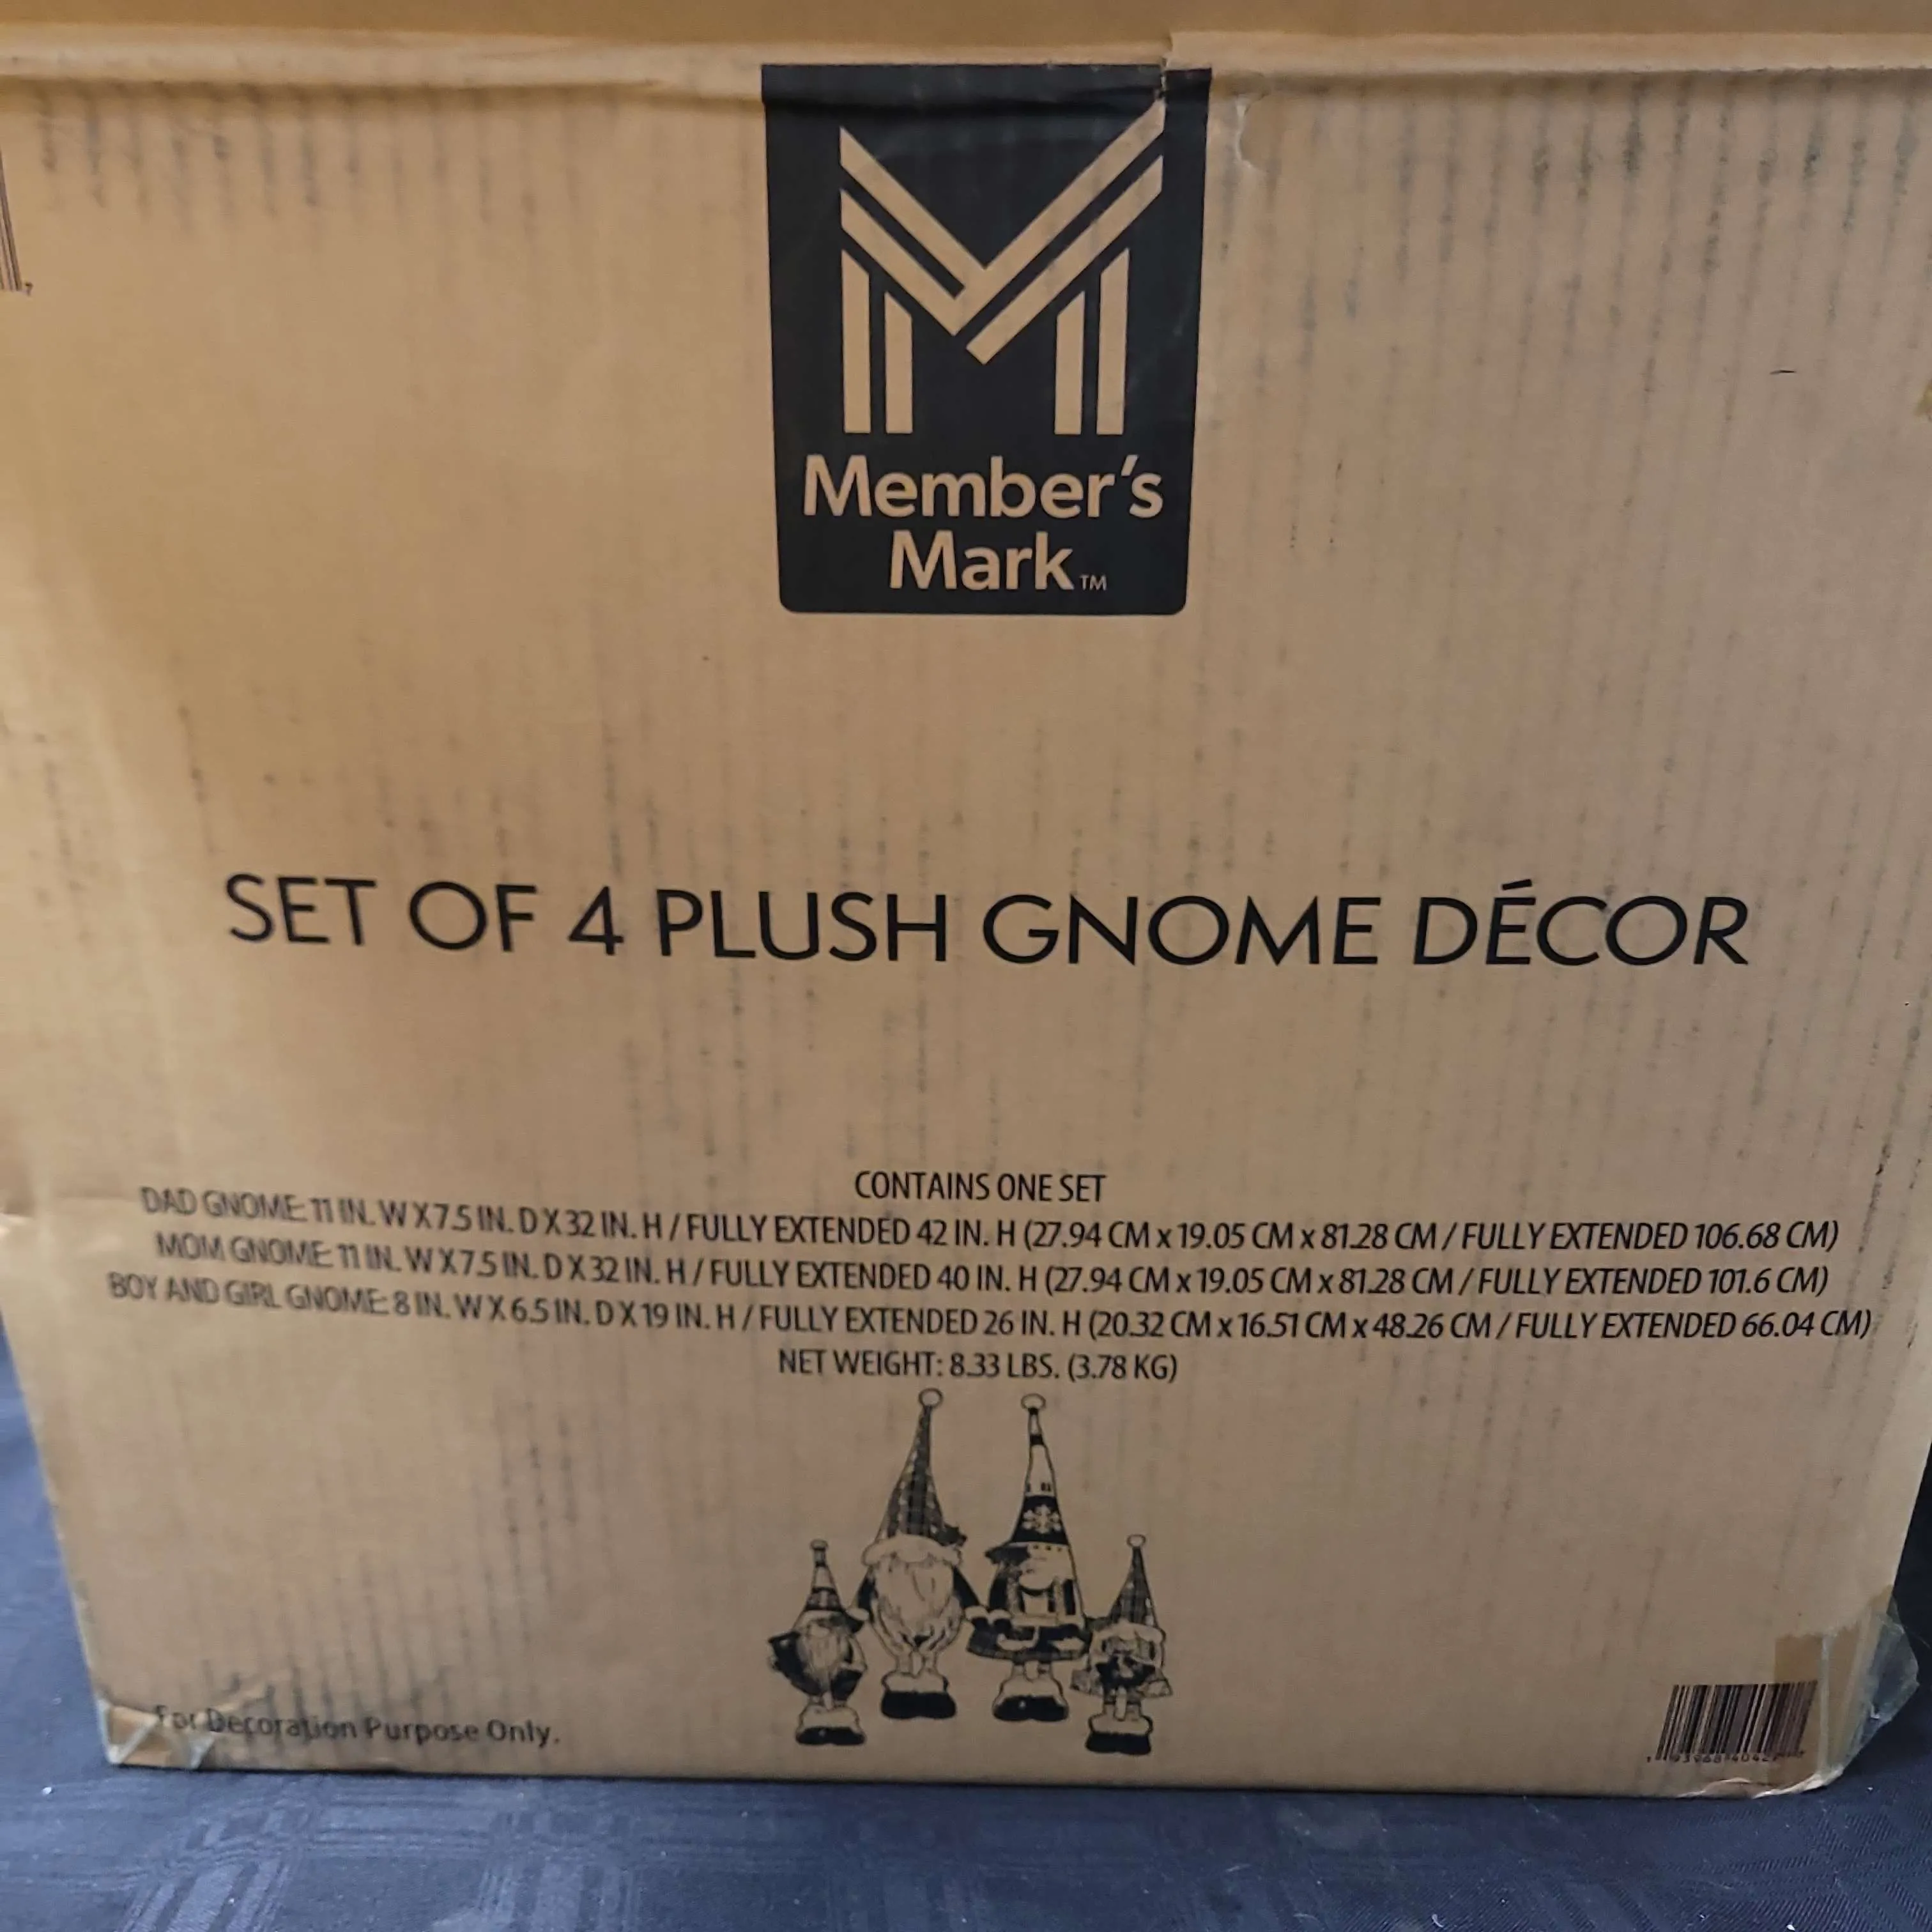 Member's
Mark™
SET OF 4 PLUSH GNOME DÉCOR
CONTAINS ONE SET
DAD GNOME: 11 IN. W X 7.5 IN. D X 32 IN. H / FULLY EXTENDED 42 IN. H (27.94 CM x 19.05 CM x 81.28 CM / FULLY EXTENDED 106.68 CM)
MOM GNOME: 11 IN. W X 7.5 IN. D X 32 IN. H / FULLY EXTENDED 40 IN. H (27.94 CM x 19.05 CM x 81.28 CM / FULLY EXTENDED 101.6 CM)
BOY AND GIRL GNOME: 8 IN. W X 6.5 IN. D X 19 IN. H / FULLY EXTENDED 26 IN. H (20.32 CM x 16.51 CM x 48.26 CM / FULLY EXTENDED 66.04 CM)
NET WEIGHT: 8.33 LBS. (3.78 KG)
For Decoration Purpose Only.
7